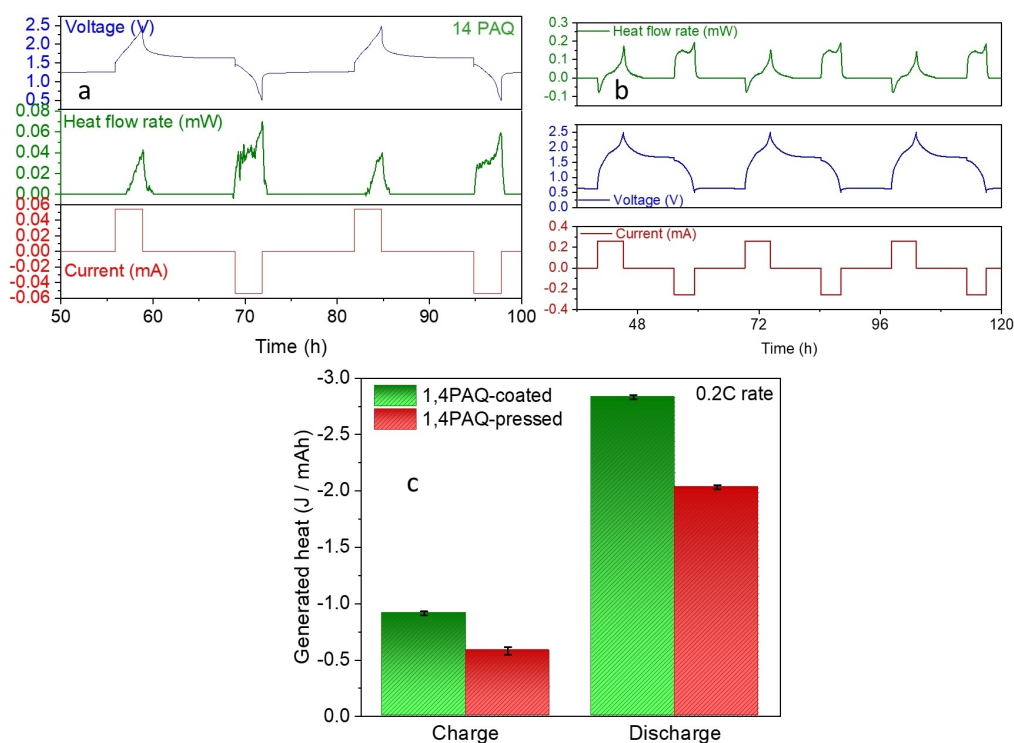 Voltage (V)
14 PAQ
2.5
2.0
1.5
1.0
0.5
a
Heat flow rate (mW)
0.08
0.06
0.04
0.02
0.00
0.06
0.04
0.02
0.00
-0.02
-0.04
-0.06
Current (mA)
50 60 70 80 90 100
Time (h)
Heat flow rate (mW)
0.3
0.2
0.1
0.0
-0.1
b
2.5
2.0
1.5
1.0
0.5
Voltage (V)
Current (mA)
0.4
0.2
0.0
-0.2
-0.4
48 72 96 120
Time (h)
-3.0
-2.5
-2.0
-1.5
-1.0
-0.5
0.0
Generated heat (J / mAh)
1,4PAQ-coated
1,4PAQ-pressed
0.2C rate
c
Charge Discharge